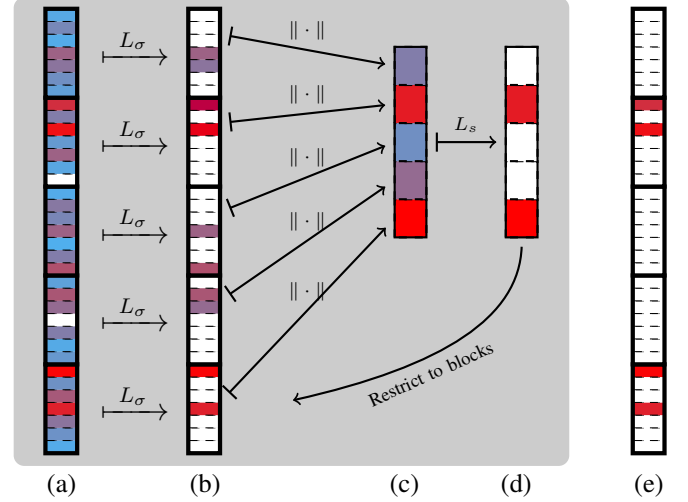 L_σ
‖ · ‖
L_σ
‖ · ‖
L_s
‖ · ‖
L_σ
‖ · ‖
‖ · ‖
L_σ
Restrict to blocks
L_σ
(a) (b) (c) (d) (e)